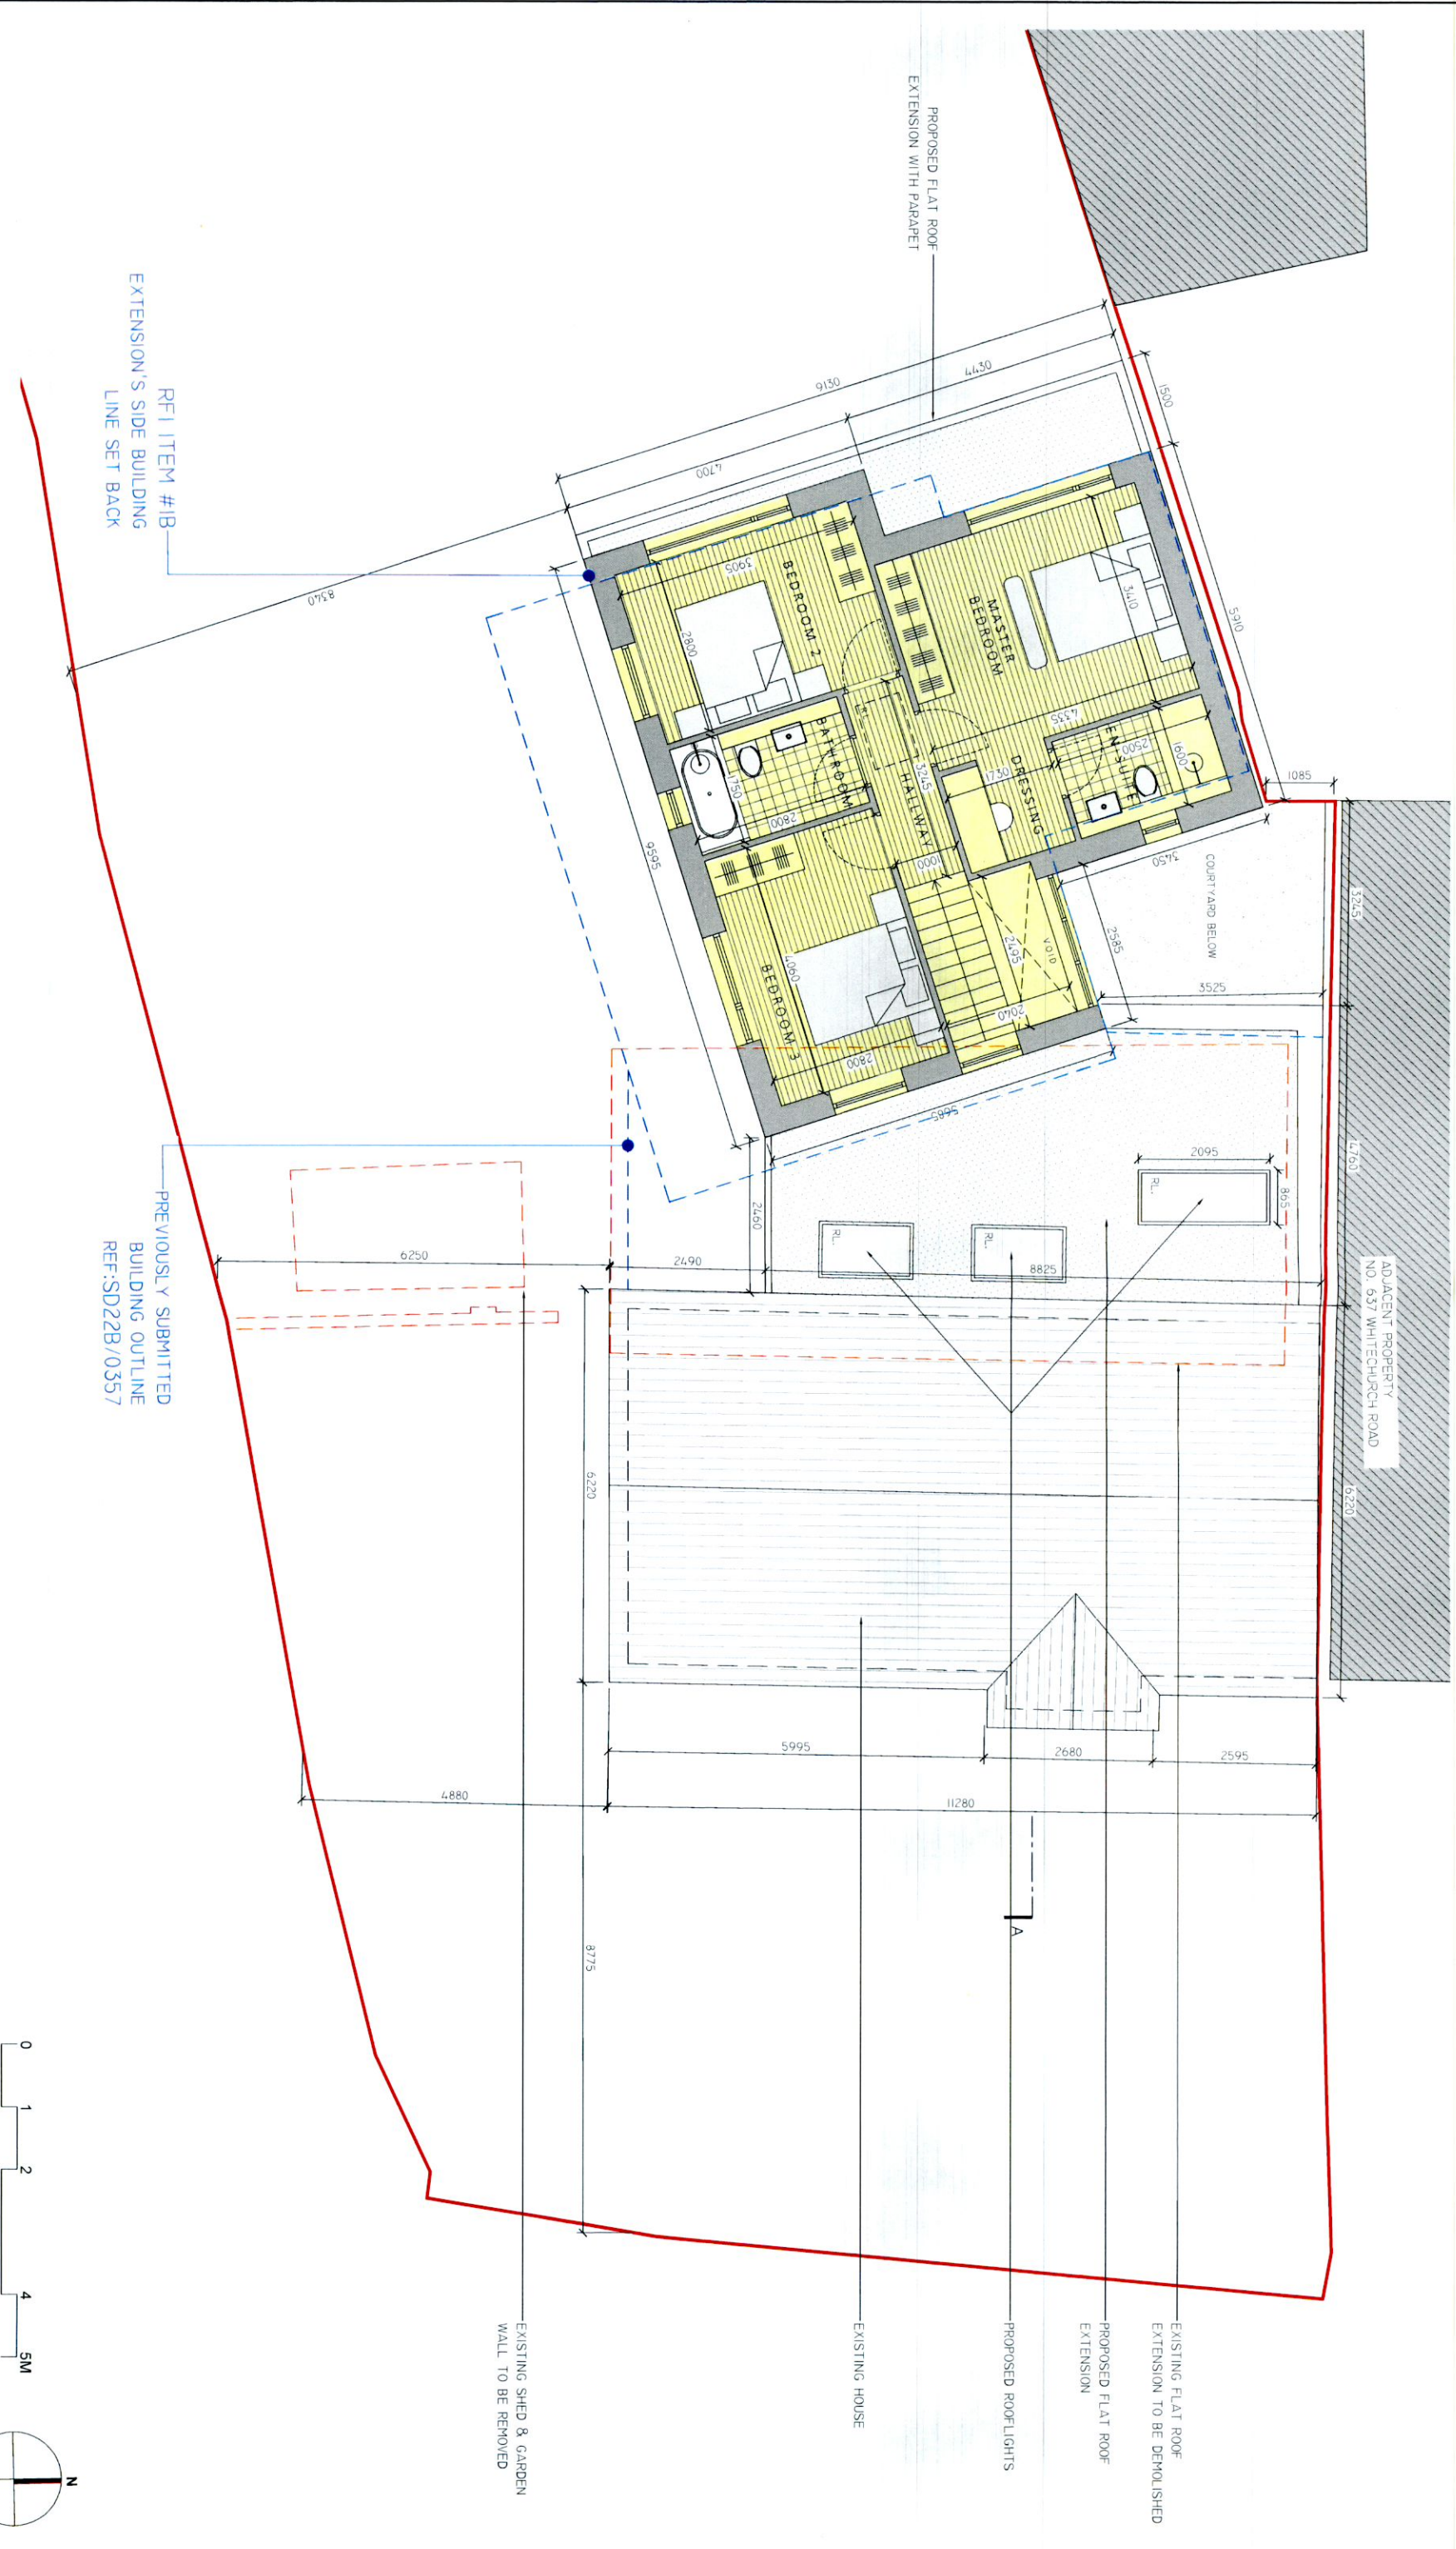 PROPOSED FLAT ROOF
EXTENSION WITH PARAPET
RFI ITEM #1B
EXTENSION'S SIDE BUILDING
LINE SET BACK
PREVIOUSLY SUBMITTED
BUILDING OUTLINE
REF:SD22B/0357
ADJACENT PROPERTY
NO. 637 WHITECHURCH ROAD
COURTYARD BELOW
MASTER
BEDROOM
EN-SUITE
DRESSING
HALLWAY
BEDROOM 2
BATHROOM
BEDROOM 3
VOID
RL.
RL.
RL.
EXISTING FLAT ROOF
EXTENSION TO BE DEMOLISHED
PROPOSED FLAT ROOF
EXTENSION
PROPOSED ROOFLIGHTS
EXISTING HOUSE
EXISTING SHED & GARDEN
WALL TO BE REMOVED
A
9130
4430
4700
1500
5910
1085
3245
4760
6220
3450
2585
3525
3410
4335
2500
1600
1730
3245
1000
3905
2800
1750
2800
4060
2800
2495
2040
9595
5685
8340
2095
865
8825
2460
2490
6250
6220
5995
2680
2595
4880
11280
8775
0
1
2
4
5M
N